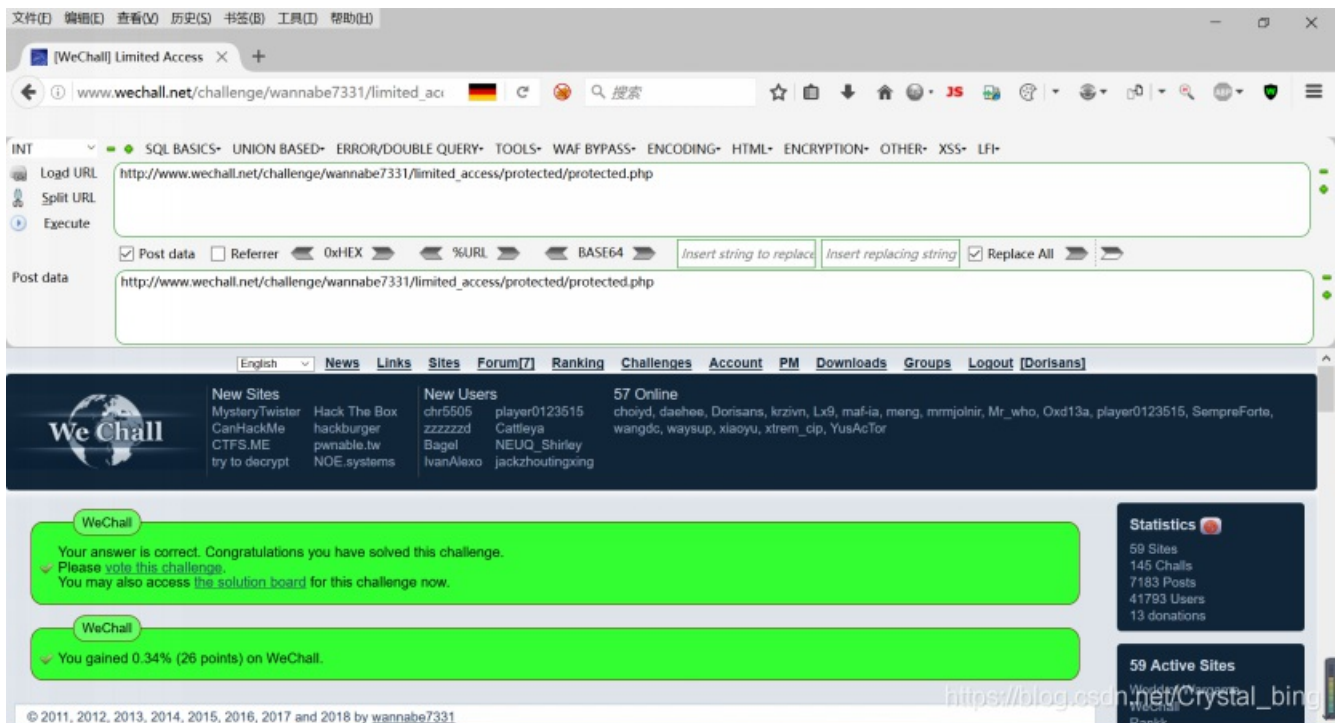 文件(F) 编辑(E) 查看(V) 历史(S) 书签(B) 工具(T) 帮助(H)
[WeChall] Limited Access
www.wechall.net/challenge/wannabe7331/limited_acc
搜索
JS
INT
SQL BASICS UNION BASED ERROR/DOUBLE QUERY TOOLS WAF BYPASS ENCODING HTML ENCRYPTION OTHER XSS LFI
Load URL
http://www.wechall.net/challenge/wannabe7331/limited_access/protected/protected.php
Split URL
Execute
Post data Referrer 0xHEX %URL BASE64 Insert string to replace Insert replacing string Replace All
Post data
http://www.wechall.net/challenge/wannabe7331/limited_access/protected/protected.php
English News Links Sites Forum[7] Ranking Challenges Account PM Downloads Groups Logout [Dorisans]
We Chall
New Sites
MysteryTwister Hack The Box
CanHackMe hackburger
CTFS.ME pwnable.tw
try to decrypt NOE.systems
New Users
chr5505 player0123515
zzzzzzd Cattleya
Bagel NEUQ_Shirley
IvanAlexo jackzhoutingxing
57 Online
choiyd, daehee, Dorisans, krzivn, Lx9, maf-ia, meng, mrmjolnir, Mr_who, Oxd13a, player0123515, SempreForte,
wangdc, waysup, xiaoyu, xtrem_cip, YusAcTor
WeChall
Your answer is correct. Congratulations you have solved this challenge.
Please vote this challenge.
You may also access the solution board for this challenge now.
WeChall
You gained 0.34% (26 points) on WeChall.
© 2011, 2012, 2013, 2014, 2015, 2016, 2017 and 2018 by wannabe7331
Statistics
59 Sites
145 Challs
7183 Posts
41793 Users
13 donations
59 Active Sites
WeChall
https://blog.csdn.net/Crystal_bing